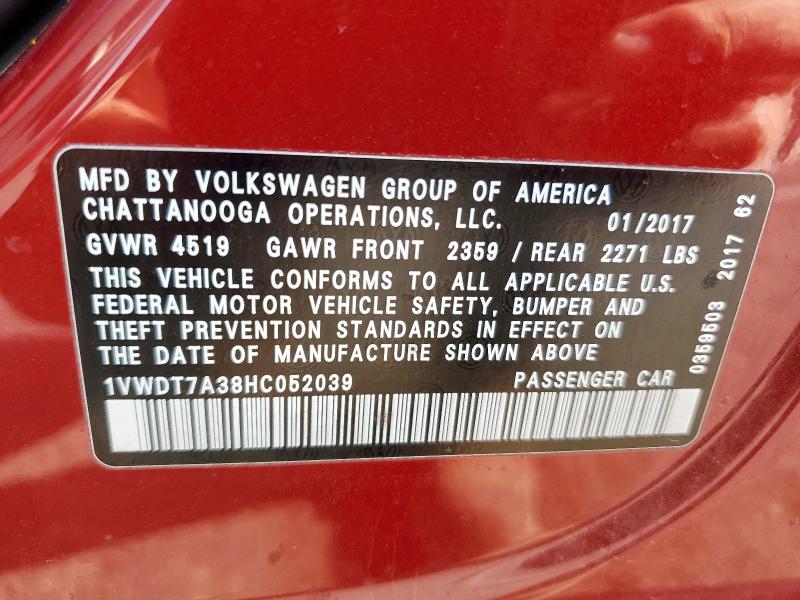 MFD BY VOLKSWAGEN GROUP OF AMERICA
CHATTANOOGA OPERATIONS, LLC. 01/2017
GVWR 4519 GAWR FRONT 2359 / REAR 2271 LBS
THIS VEHICLE CONFORMS TO ALL APPLICABLE U.S.
FEDERAL MOTOR VEHICLE SAFETY, BUMPER AND
THEFT PREVENTION STANDARDS IN EFFECT ON
THE DATE OF MANUFACTURE SHOWN ABOVE
1VWDT7A38HC052039 PASSENGER CAR
0359503 2017 62